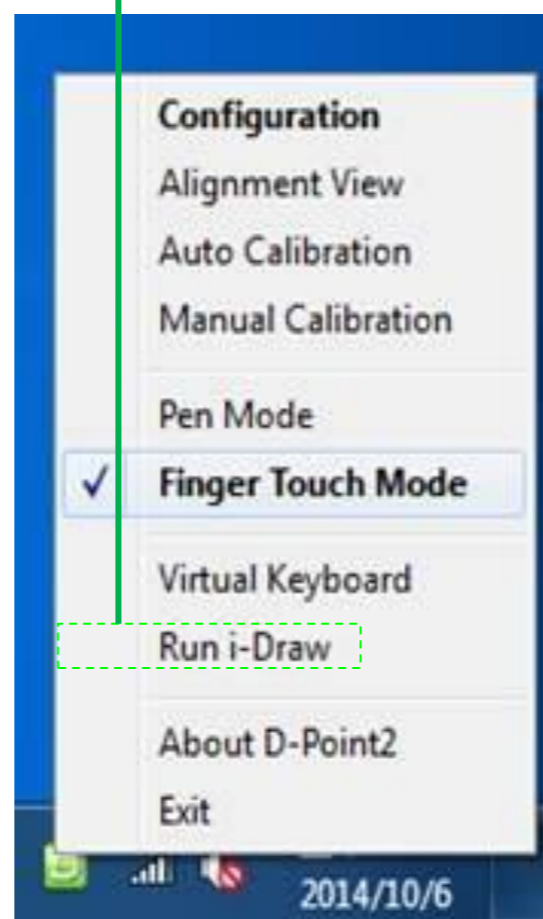 Configuration
Alignment View
Auto Calibration
Manual Calibration
Pen Mode
Finger Touch Mode
Virtual Keyboard
Run i-Draw
About D-Point2
Exit
2014/10/6